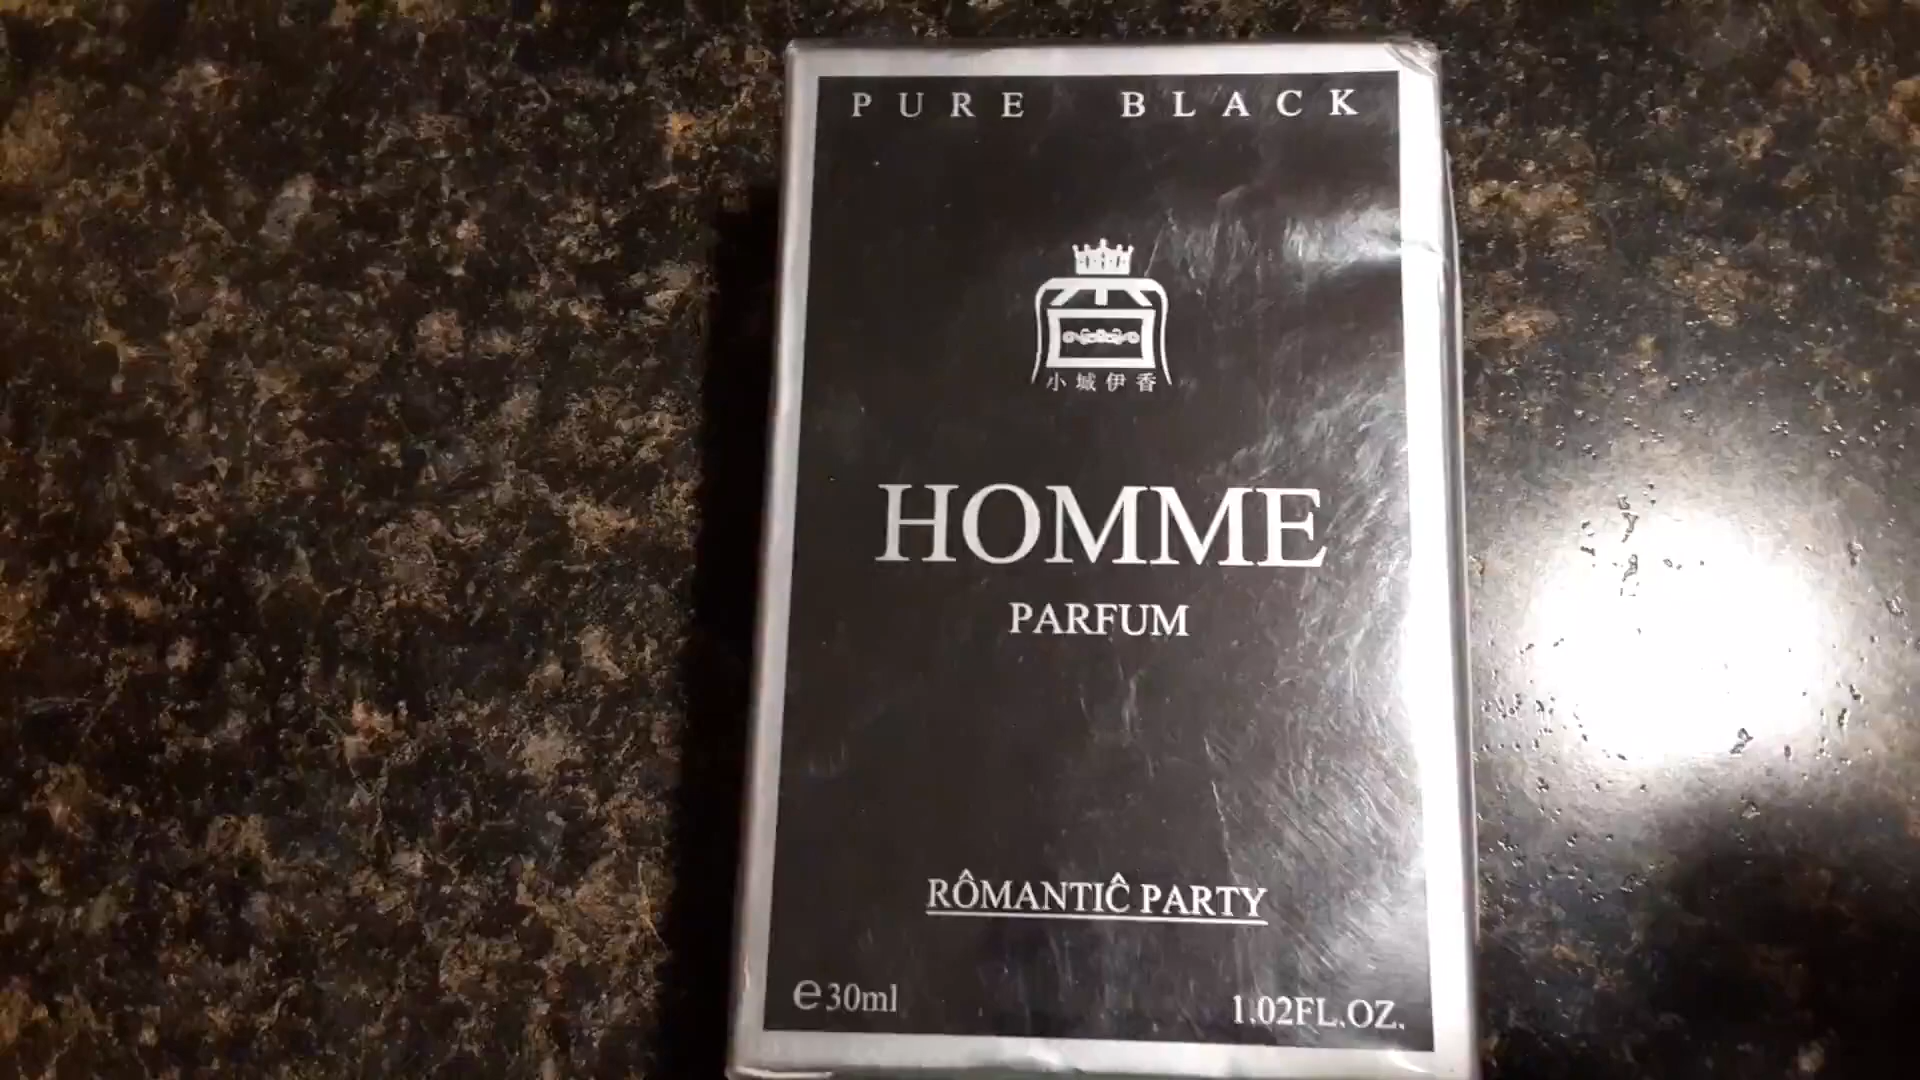 PURE BLACK
小城伊香
HOMME
PARFUM
RÔMANTIĈ PARTY
℮30ml 1.02FL.OZ.